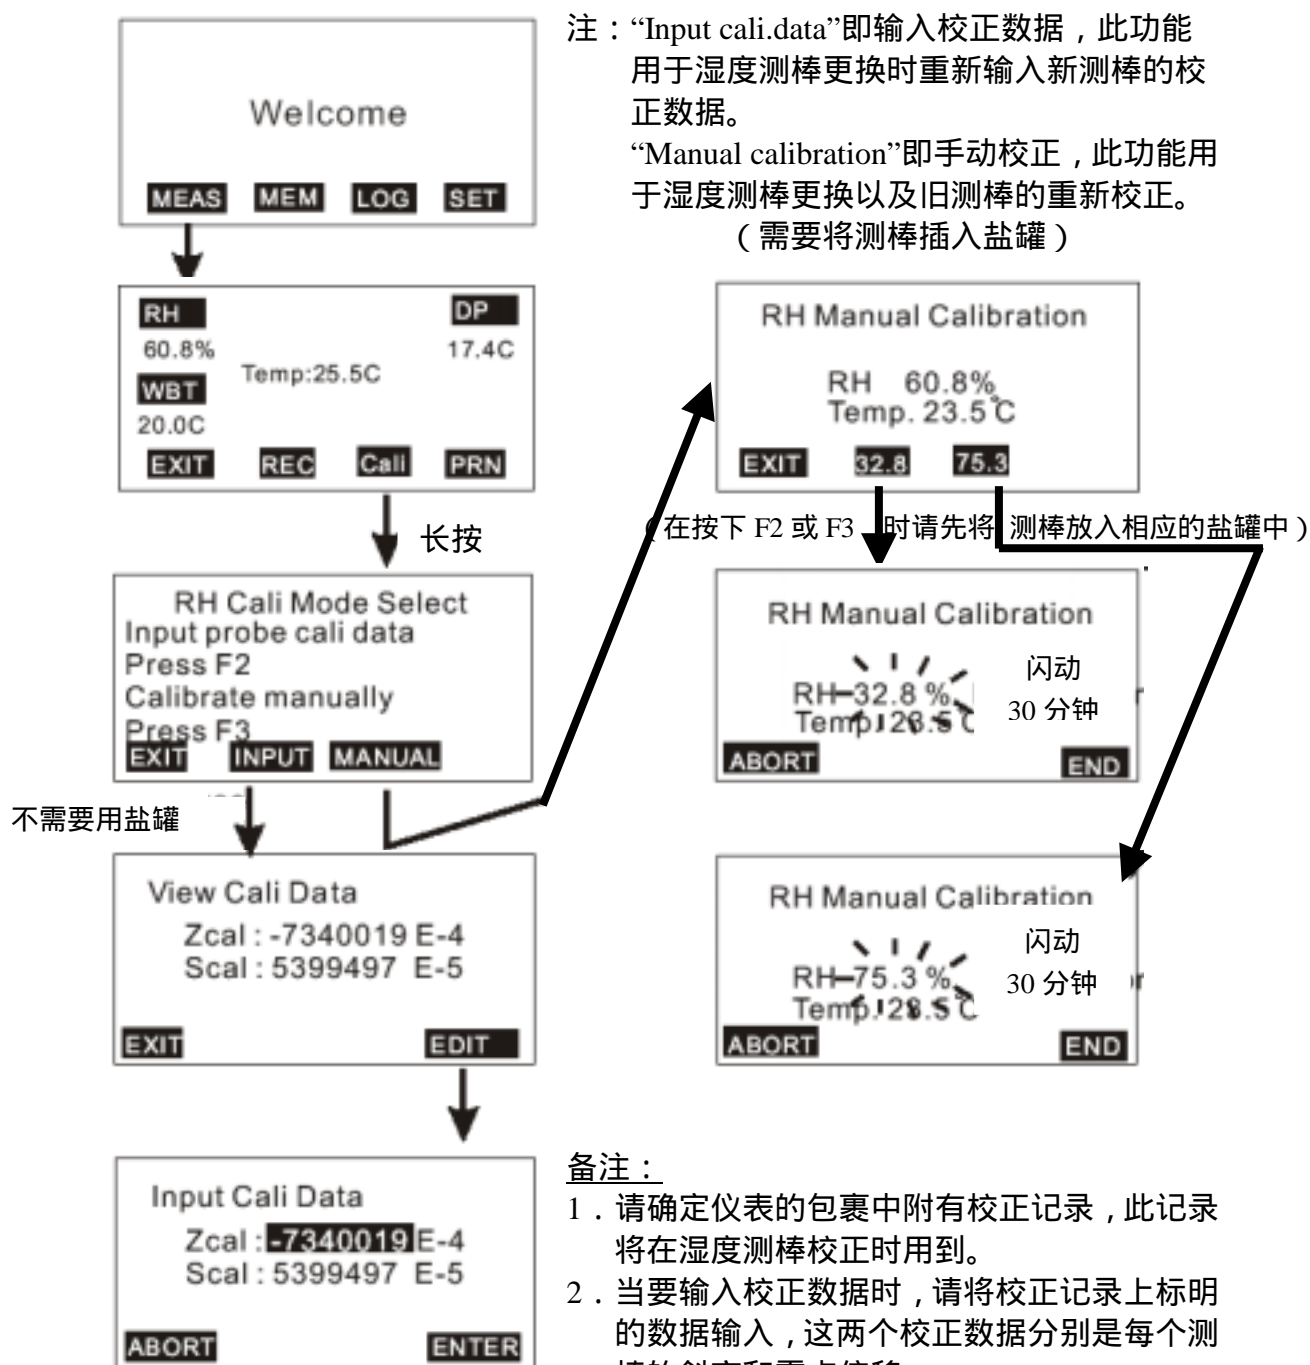 Welcome
MEAS MEM LOG SET
注：“Input cali.data”即输入校正数据，此功能
用于湿度测棒更换时重新输入新测棒的校
正数据。
“Manual calibration”即手动校正，此功能用
于湿度测棒更换以及旧测棒的重新校正。
（需要将测棒插入盐罐）
RH DP
60.8% 17.4C
Temp:25.5C
WBT
20.0C
EXIT REC Cali PRN
长按
RH Cali Mode Select
Input probe cali data
Press F2
Calibrate manually
Press F3
EXIT INPUT MANUAL
不需要用盐罐
View Cali Data
Zcal : -7340019 E-4
Scal : 5399497 E-5
EXIT EDIT
Input Cali Data
Zcal : -7340019 E-4
Scal : 5399497 E-5
ABORT ENTER
RH Manual Calibration
RH 60.8%
Temp. 23.5℃
EXIT 32.8 75.3
（在按下 F2 或 F3 时请先将 测棒放入相应的盐罐中）
RH Manual Calibration
闪动
RH 32.8 %
30 分钟
Temp. 23.5℃
ABORT END
RH Manual Calibration
闪动
RH 75.3 %
30 分钟
Temp. 23.5℃
ABORT END
备注：
1．请确定仪表的包裹中附有校正记录，此记录
将在湿度测棒校正时用到。
2．当要输入校正数据时，请将校正记录上标明
的数据输入，这两个校正数据分别是每个测